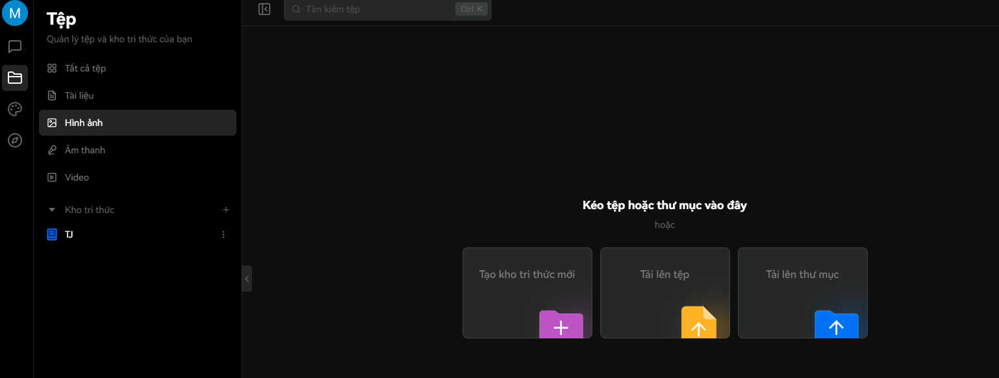 M
Tệp
Quản lý tệp và kho tri thức của bạn
Tất cả tệp
Tài liệu
Hình ảnh
Âm thanh
Video
Kho tri thức
TJ
Tìm kiếm tệp
Ctrl K
Kéo tệp hoặc thư mục vào đây
hoặc
Tạo kho tri thức mới
Tải lên tệp
Tải lên thư mục